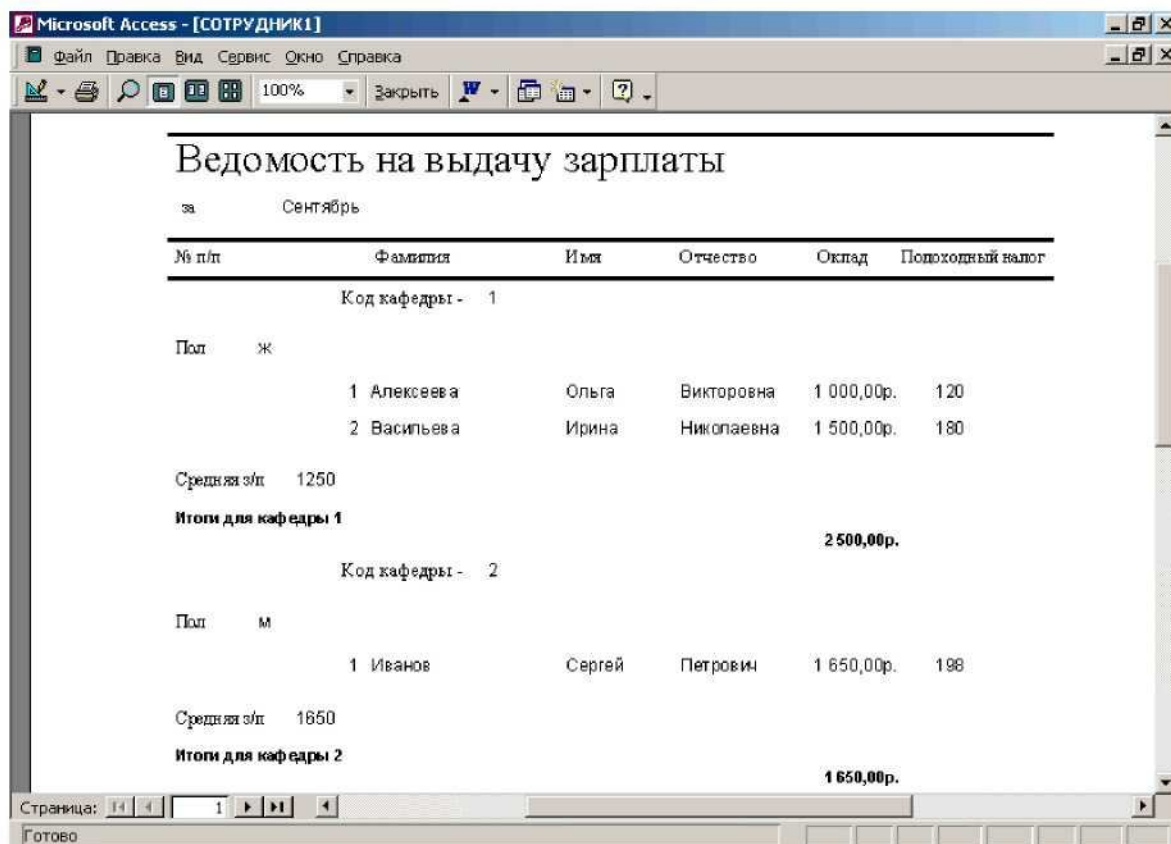 Microsoft Access - [СОТРУДНИК1]
Файл Правка Вид Сервис Окно Справка
100% Закрыть
Ведомость на выдачу зарплаты
за Сентябрь
№ п/п Фамилия Имя Отчество Оклад Подоходный налог
Код кафедры - 1
Пол ж
1 Алексеева Ольга Викторовна 1 000,00р. 120
2 Васильева Ирина Николаевна 1 500,00р. 180
Средняя з/п 1250
Итоги для кафедры 1
2 500,00р.
Код кафедры - 2
Пол м
1 Иванов Сергей Петрович 1 650,00р. 198
Средняя з/п 1650
Итоги для кафедры 2
1 650,00р.
Страница: 1
Готово